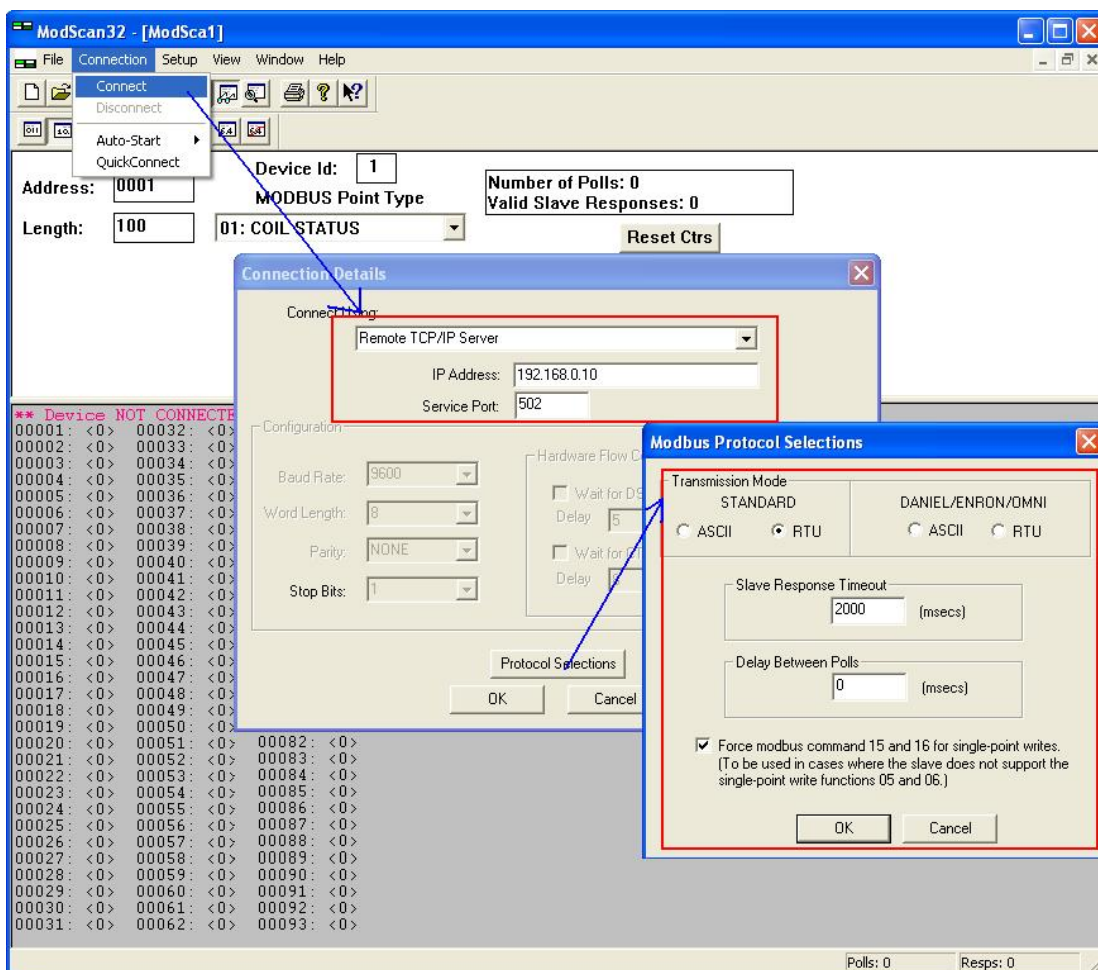 ModScan32 - [ModSca1]
File Connection Setup View Window Help
Connect
Disconnect
Auto-Start
QuickConnect
Address: 0001
Device Id: 1
MODBUS Point Type
Length: 100
01: COIL STATUS
Number of Polls: 0
Valid Slave Responses: 0
Reset Ctrs
Connection Details
Connect Using:
Remote TCP/IP Server
IP Address: 192.168.0.10
Service Port: 502
Configuration
Baud Rate: 9600
Word Length: 8
Parity: NONE
Stop Bits: 1
Hardware Flow
Wait for
Delay 5
Wait for
Delay
Protocol Selections
OK Cancel
Modbus Protocol Selections
Transmission Mode
STANDARD DANIEL/ENRON/OMNI
ASCII RTU ASCII RTU
Slave Response Timeout
2000 (msecs)
Delay Between Polls
0 (msecs)
Force modbus command 15 and 16 for single-point writes.
(To be used in cases where the slave does not support the
single-point write functions 05 and 06.)
OK Cancel
** Device NOT CONNECTE
00001: <0> 00032: <0>
00002: <0> 00033: <0>
00003: <0> 00034: <0>
00004: <0> 00035: <0>
00005: <0> 00036: <0>
00006: <0> 00037: <0>
00007: <0> 00038: <0>
00008: <0> 00039: <0>
00009: <0> 00040: <0>
00010: <0> 00041: <0>
00011: <0> 00042: <0>
00012: <0> 00043: <0>
00013: <0> 00044: <0>
00014: <0> 00045: <0>
00015: <0> 00046: <0>
00016: <0> 00047: <0>
00017: <0> 00048: <0>
00018: <0> 00049: <0>
00019: <0> 00050: <0>
00020: <0> 00051: <0> 00082: <0>
00021: <0> 00052: <0> 00083: <0>
00022: <0> 00053: <0> 00084: <0>
00023: <0> 00054: <0> 00085: <0>
00024: <0> 00055: <0> 00086: <0>
00025: <0> 00056: <0> 00087: <0>
00026: <0> 00057: <0> 00088: <0>
00027: <0> 00058: <0> 00089: <0>
00028: <0> 00059: <0> 00090: <0>
00029: <0> 00060: <0> 00091: <0>
00030: <0> 00061: <0> 00092: <0>
00031: <0> 00062: <0> 00093: <0>
Polls: 0 Resps: 0